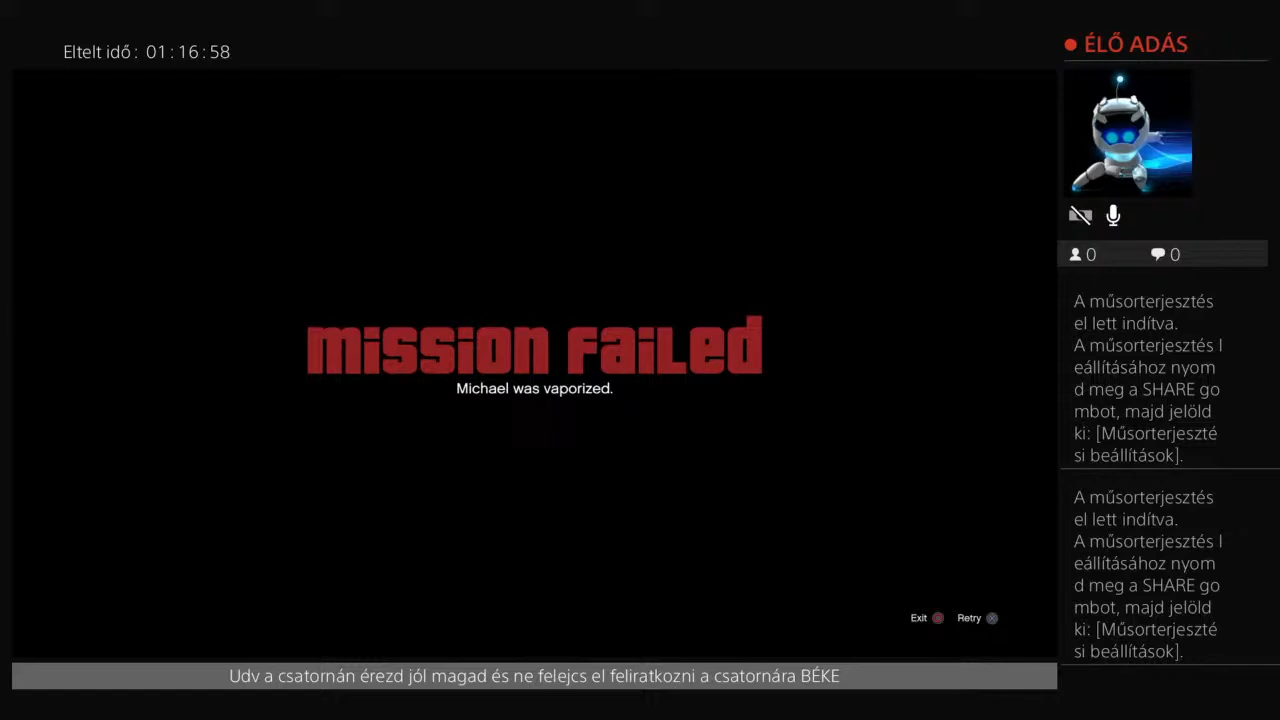 Eltelt idő: 01:16:58
ÉLŐ ADÁS
0
0
mission failed
Michael was vaporized.
Exit
Retry
A műsorterjesztés
el lett indítva.
A műsorterjesztés l
eállításához nyom
d meg a SHARE go
mbot, majd jelöld
ki: [Műsorterjeszté
si beállítások].
A műsorterjesztés
el lett indítva.
A műsorterjesztés l
eállításához nyom
d meg a SHARE go
mbot, majd jelöld
ki: [Műsorterjeszté
si beállítások].
Udv a csatornán érezd jól magad és ne felejcs el feliratkozni a csatornára BÉKE